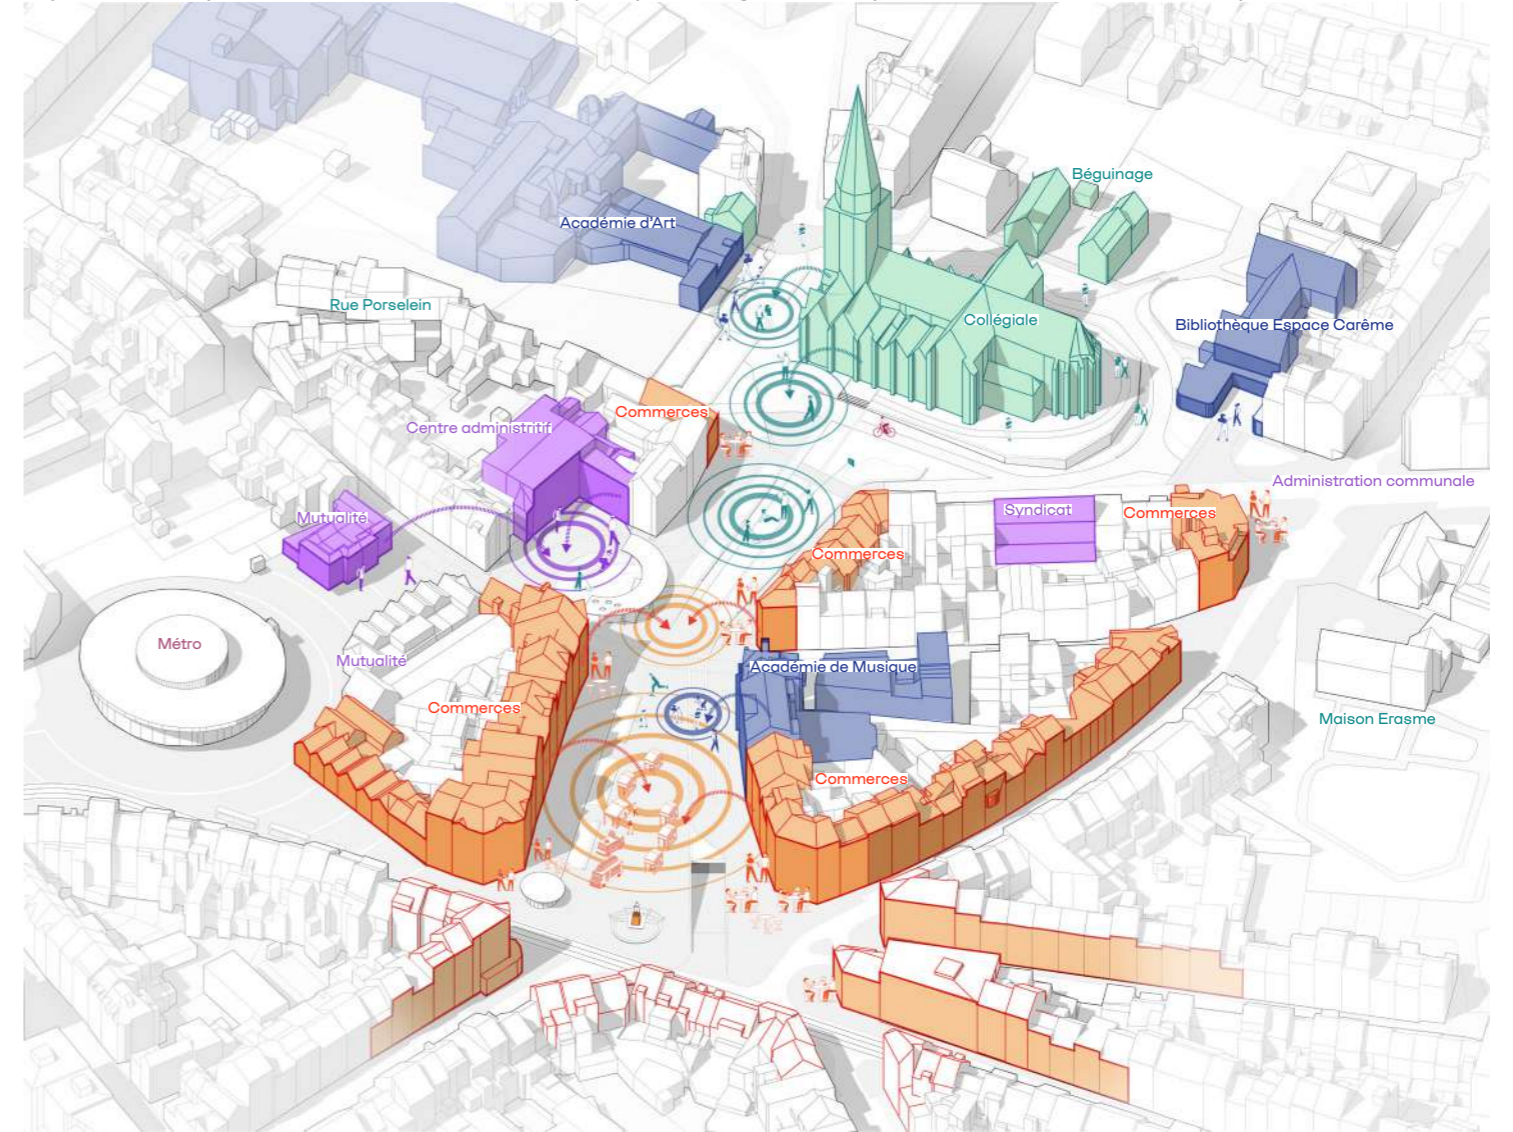 Béguinage
Académie d'Art
Rue Porselein
Collégiale
Bibliothèque Espace Carême
Commerces
Centre administritif
Administration communale
Mutualité
Syndicat
Commerces
Commerces
Métro
Mutualité
Académie de Musique
Commerces
Maison Erasme
Commerces